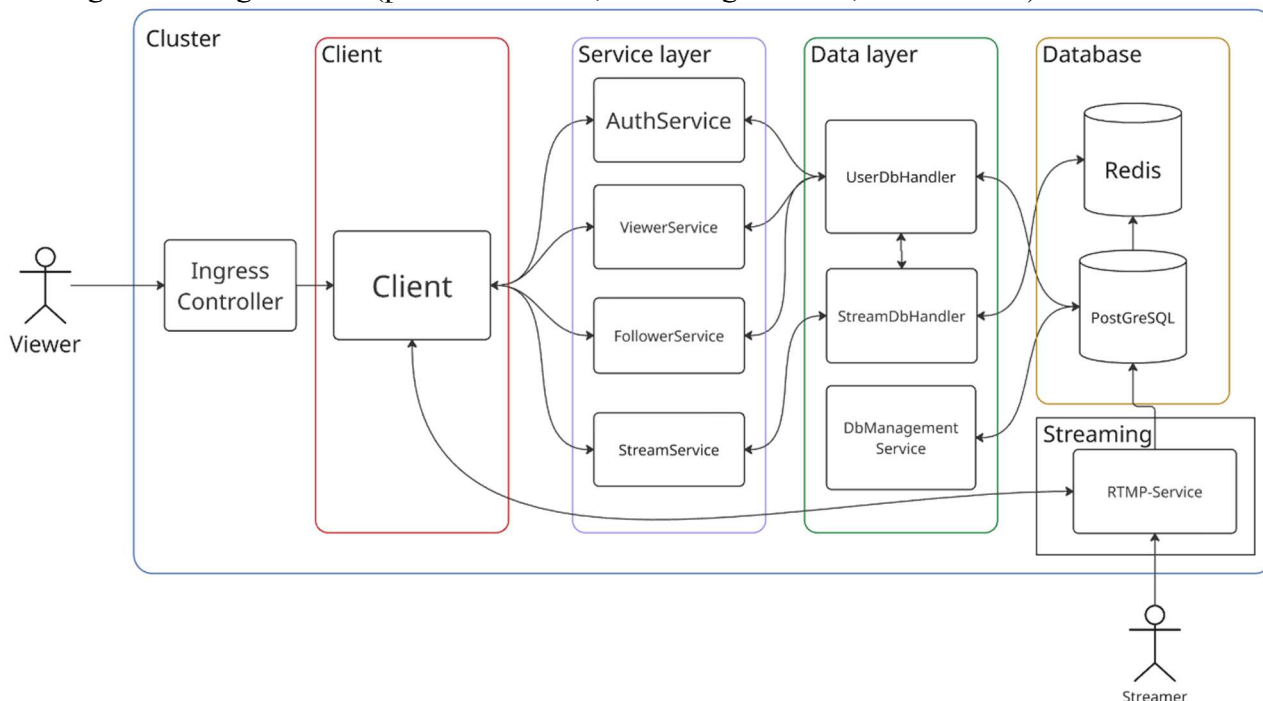 Cluster
Client
Service layer
Data layer
Database
AuthService
ViewerService
FollowerService
StreamService
UserDbHandler
StreamDbHandler
DbManagement
Service
Redis
PostGreSQL
Streaming
RTMP-Service
Ingress
Controller
Client
Viewer
Streamer